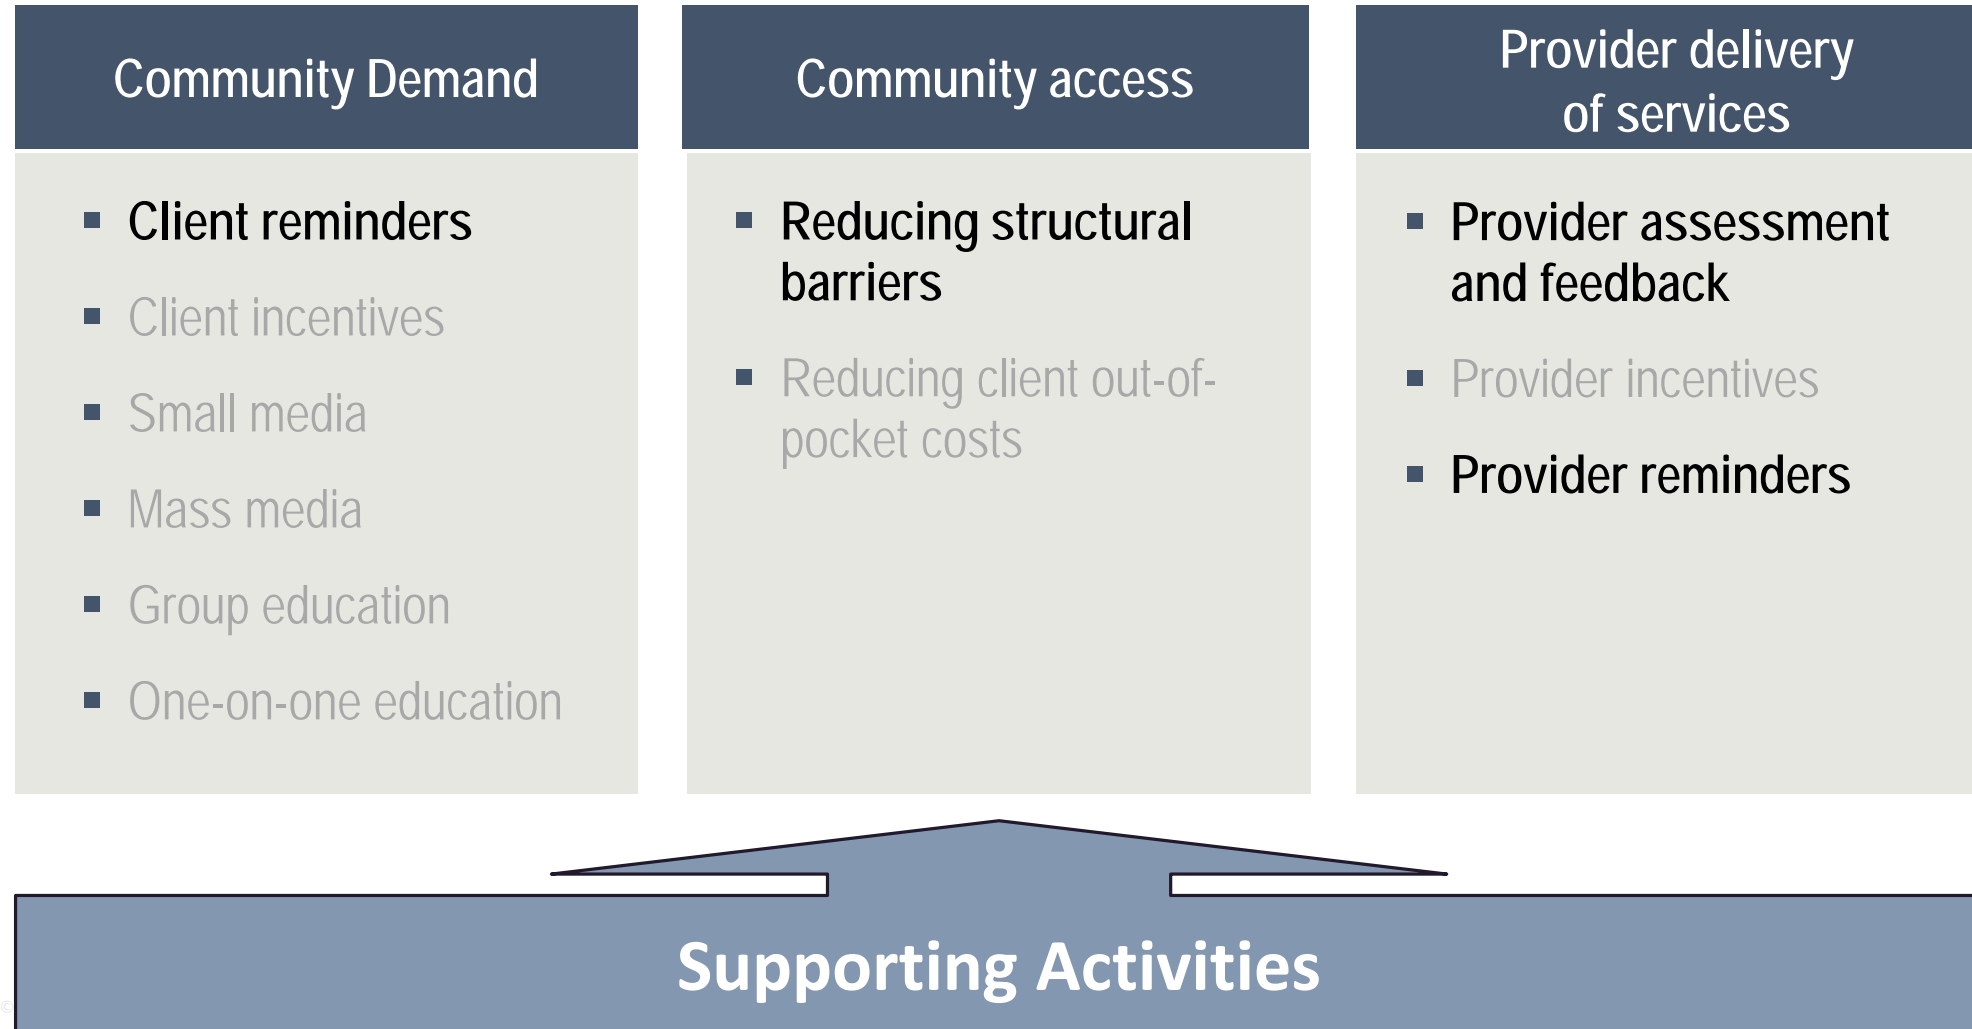 Community Demand
Client reminders
Client incentives
Small media
Mass media
Group education
One-on-one education
Community access
Reducing structural
barriers
Reducing client out-of-
pocket costs
Provider delivery
of services
Provider assessment
and feedback
Provider incentives
Provider reminders
Supporting Activities
©